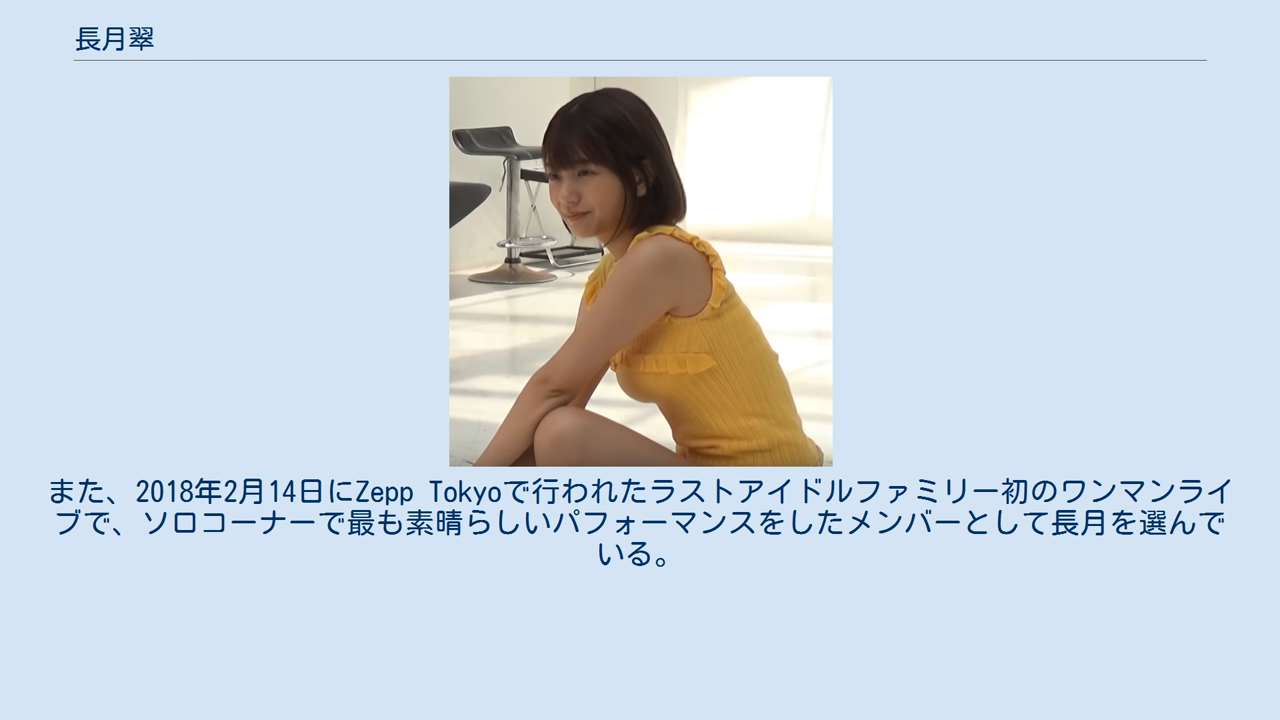 長月翠
また、2018年2月14日にZepp Tokyoで行われたラストアイドルファミリー初のワンマンライ
ブで、ソロコーナーで最も素晴らしいパフォーマンスをしたメンバーとして長月を選んで
いる。